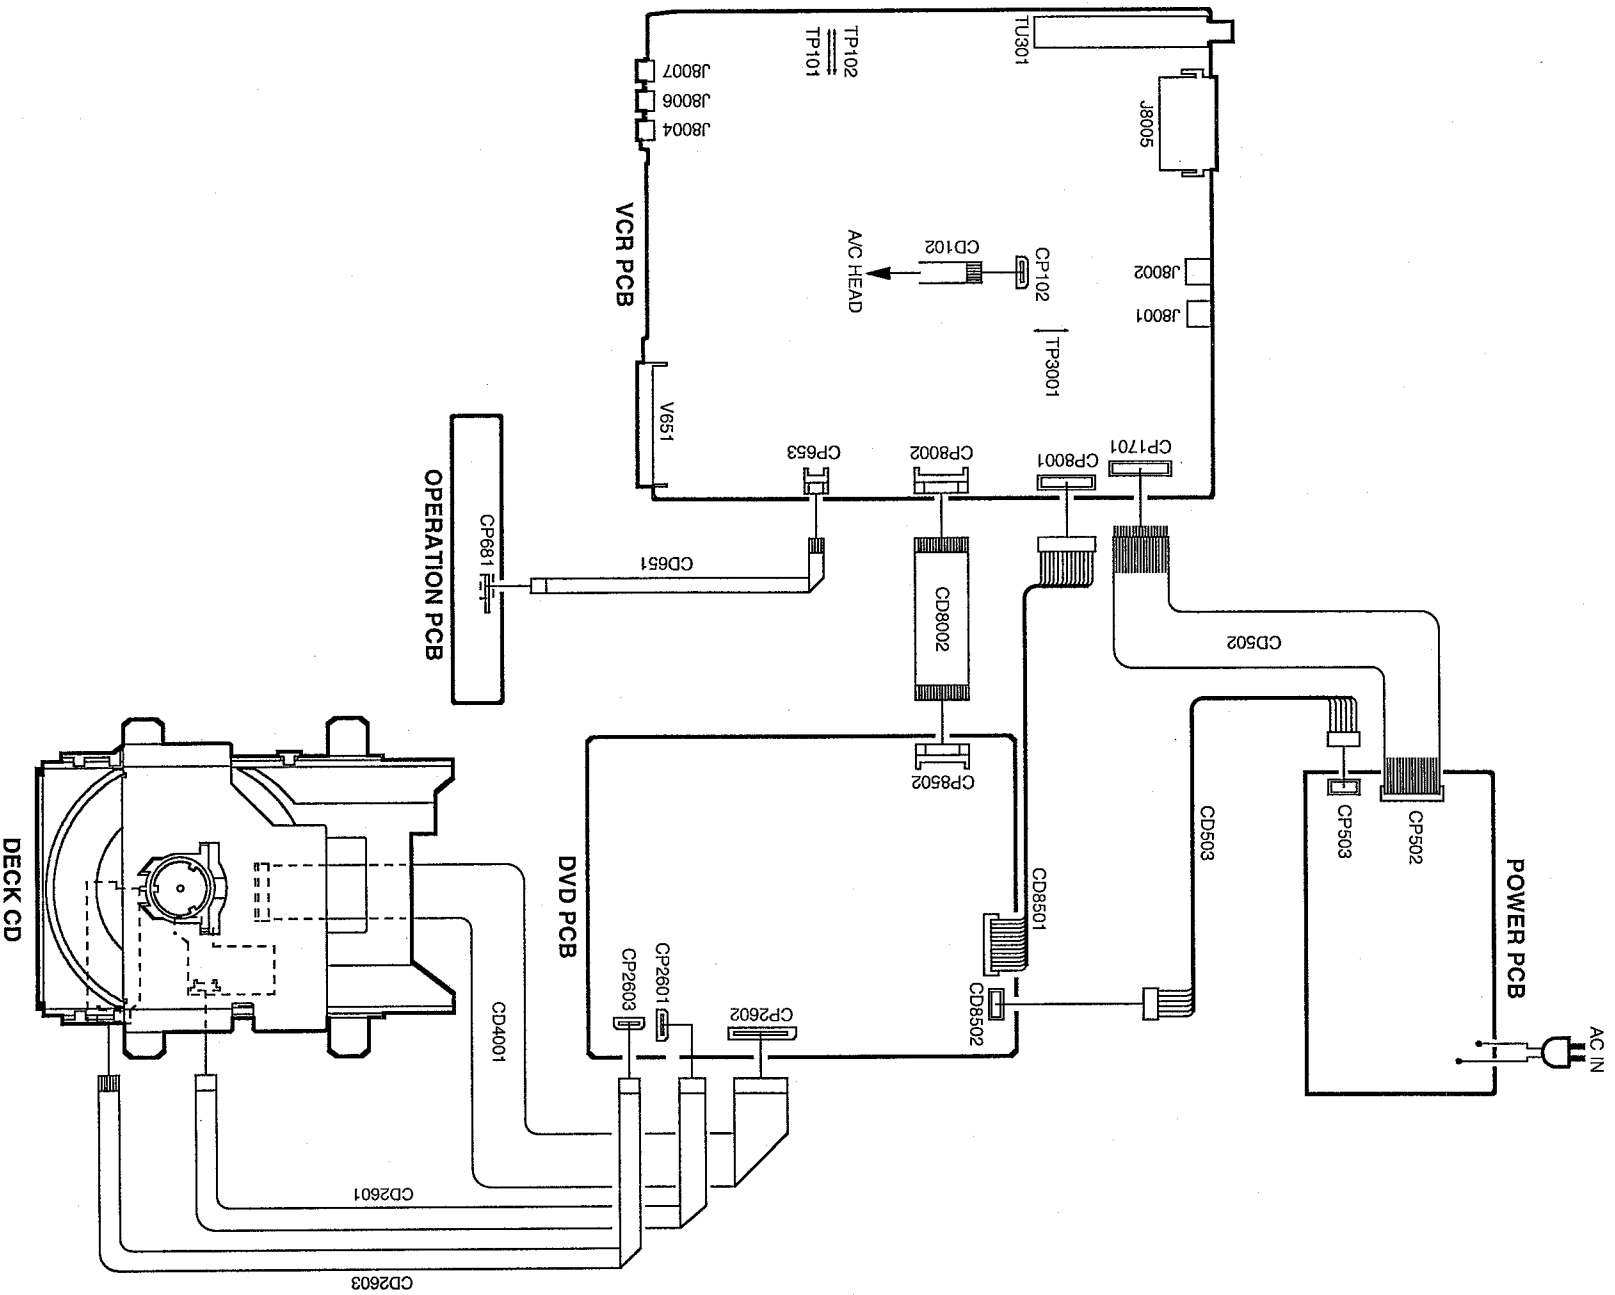 TU301
TP102
TP101
J8007
J8006
J8004
J8005
VCR PCB
A/C HEAD
CD102
CP102
J8002
J8001
TP3001
V651
CP653
CP8002
CP8001
CP1701
OPERATION PCB
CP681
CD651
CD8002
CD502
CP8502
CD503
CP503
CP502
POWER PCB
AC IN
DECK CD
DVD PCB
CD8501
CD8502
CP2603
CP2601
CP2602
CD4001
CD2601
CD2603